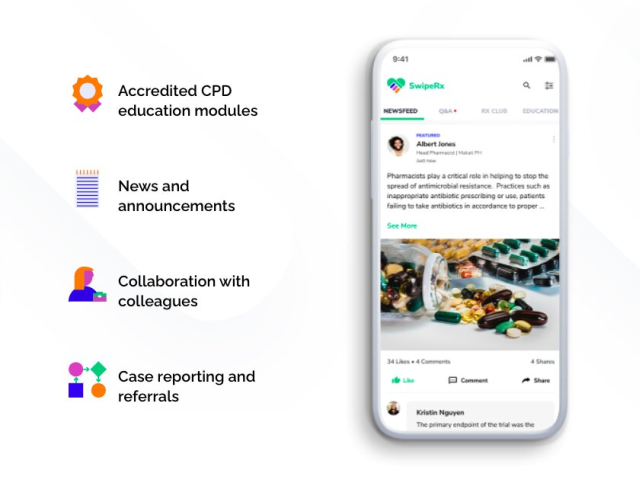 Accredited CPD
education modules
News and
announcements
Collaboration with
colleagues
Case reporting and
referrals
9:41
SwipeRx
NEWSFEED Q&A RX CLUB EDUCATION
FEATURED
Albert Jones
Head Pharmacist | Makati PH
Just now
Pharmacists play a critical role in helping to stop the
spread of antimicrobial resistance. Practices such as
inappropriate antibiotic prescribing or use, patients
failing to take antibiotics in accordance to proper ...
See More
34 Likes • 4 Comments 4 Shares
Like Comment Share
Kristin Nguyen
The primary endpoint of the trial was the